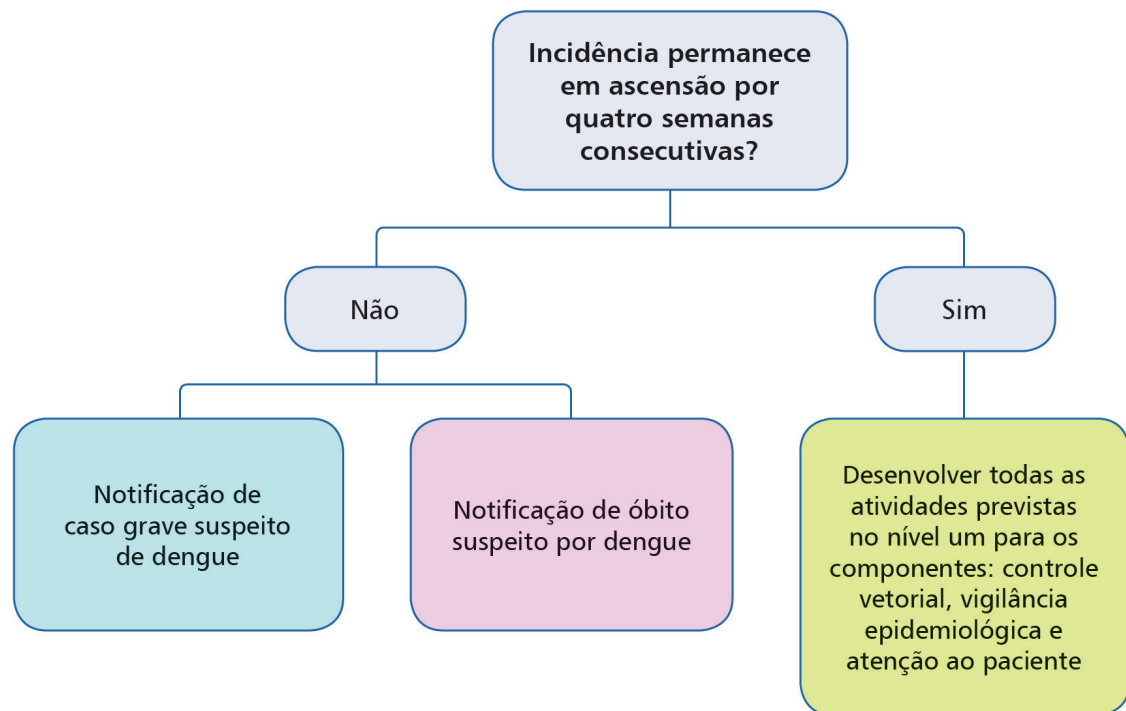 Incidência permanece
em ascensão por
quatro semanas
consecutivas?
Não
Sim
Notificação de
caso grave suspeito
de dengue
Notificação de óbito
suspeito por dengue
Desenvolver todas as
atividades previstas
no nível um para os
componentes: controle
vetorial, vigilância
epidemiológica e
atenção ao paciente